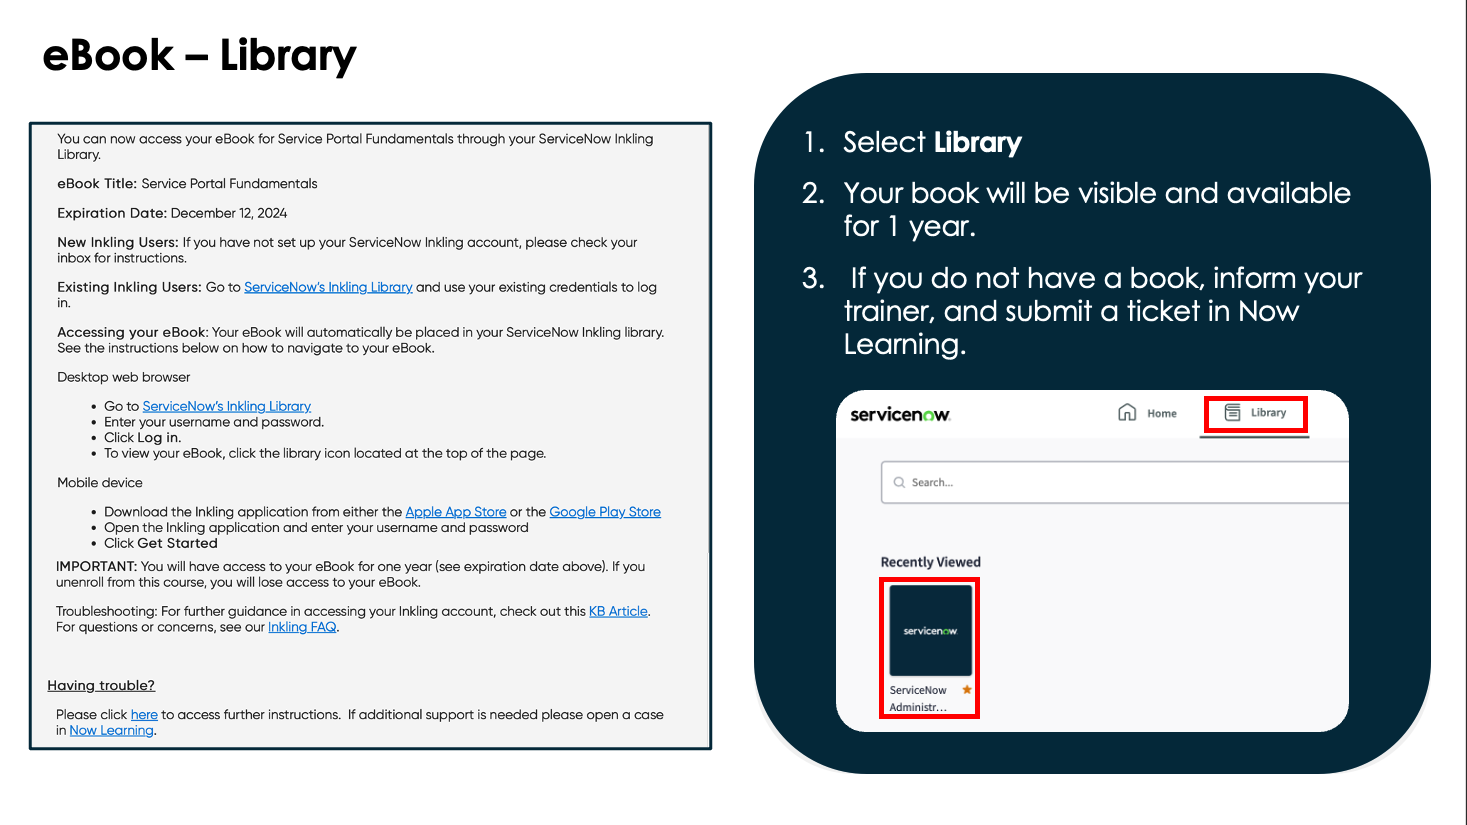 eBook – Library
You can now access your eBook for Service Portal Fundamentals through your ServiceNow Inkling
Library.
eBook Title: Service Portal Fundamentals
Expiration Date: December 12, 2024
New Inkling Users: If you have not set up your ServiceNow Inkling account, please check your
inbox for instructions.
Existing Inkling Users: Go to ServiceNow's Inkling Library and use your existing credentials to log
in.
Accessing your eBook: Your eBook will automatically be placed in your ServiceNow Inkling library.
See the instructions below on how to navigate to your eBook.
Desktop web browser
• Go to ServiceNow's Inkling Library
• Enter your username and password.
• Click Log in.
• To view your eBook, click the library icon located at the top of the page.
Mobile device
• Download the Inkling application from either the Apple App Store or the Google Play Store
• Open the Inkling application and enter your username and password
• Click Get Started
IMPORTANT: You will have access to your eBook for one year (see expiration date above). If you
unenroll from this course, you will lose access to your eBook.
Troubleshooting: For further guidance in accessing your Inkling account, check out this KB Article.
For questions or concerns, see our Inkling FAQ.
Having trouble?
Please click here to access further instructions. If additional support is needed please open a case
in Now Learning.
1. Select Library
2. Your book will be visible and available
for 1 year.
3. If you do not have a book, inform your
trainer, and submit a ticket in Now
Learning.
servicenow.
Home
Library
Search...
Recently Viewed
servicenow.
ServiceNow
Administr...